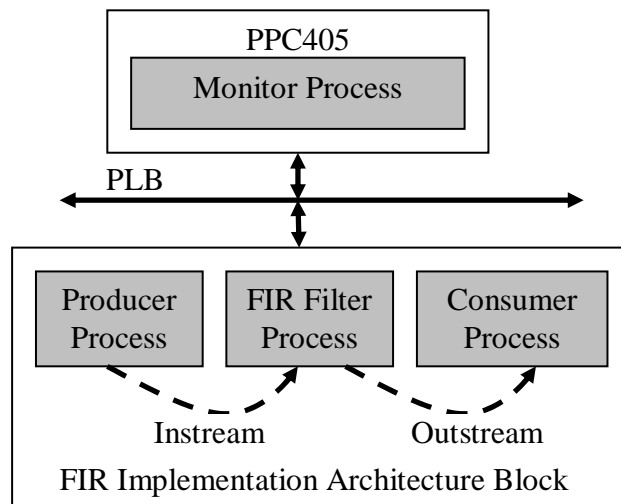 PPC405
Monitor Process
PLB
Producer
Process
FIR Filter
Process
Consumer
Process
Instream
Outstream
FIR Implementation Architecture Block